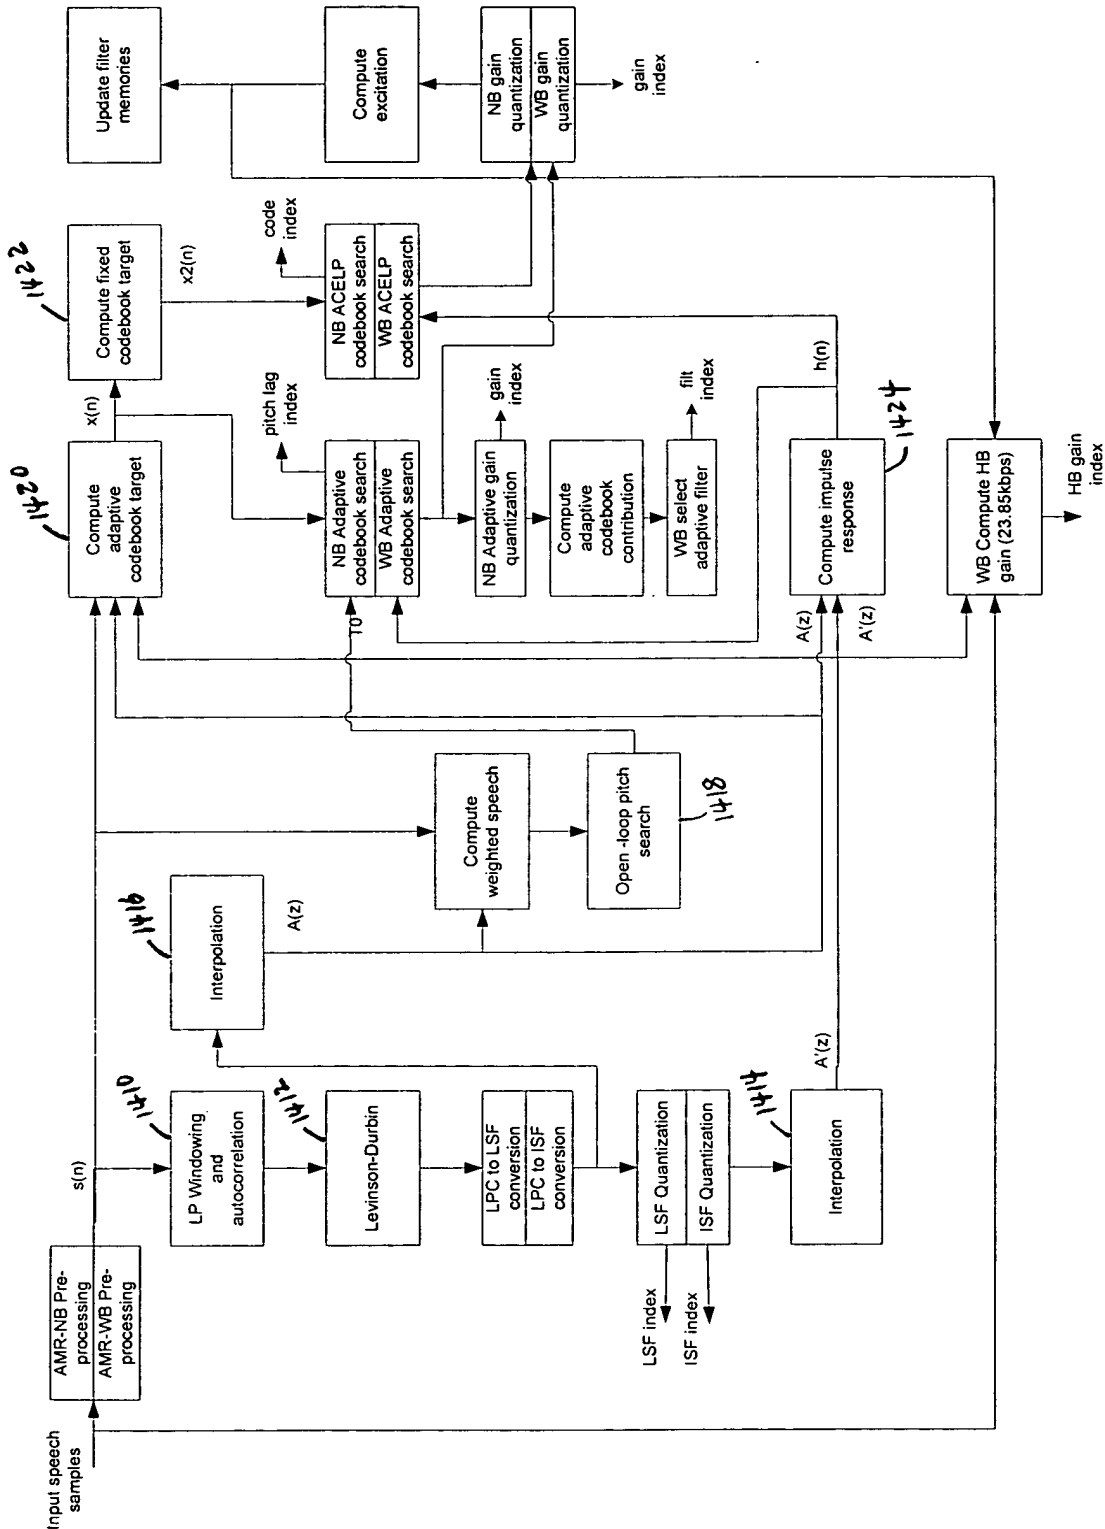 Input speech
samples
AMR-NB Pre-
processing
AMR-WB Pre-
processing
s(n)
1410
LP Windowing
and
autocorrelation
1412
Levinson-Durbin
LPC to LSF
conversion
LPC to ISF
conversion
LSF Quantization
ISF Quantization
LSF index
ISF index
1414
Interpolation
A'(z)
1416
Interpolation
A(z)
Compute
weighted speech
Open -loop pitch
search
1418
1420
Compute
adaptive
codebook target
x(n)
T0
NB Adaptive
codebook search
WB Adaptive
codebook search
pitch lag
index
NB Adaptive gain
quantization
gain
index
Compute
adaptive
codebook
contribution
WB select
adaptive filter
filt
index
A(z)
A'(z)
Compute impulse
response
1424
h(n)
WB Compute HB
gain (23.85kbps)
HB gain
index
1422
Compute fixed
codebook target
x2(n)
NB ACELP
codebook search
WB ACELP
codebook search
code
index
Update filter
memories
Compute
excitation
NB gain
quantization
WB gain
quantization
gain
index